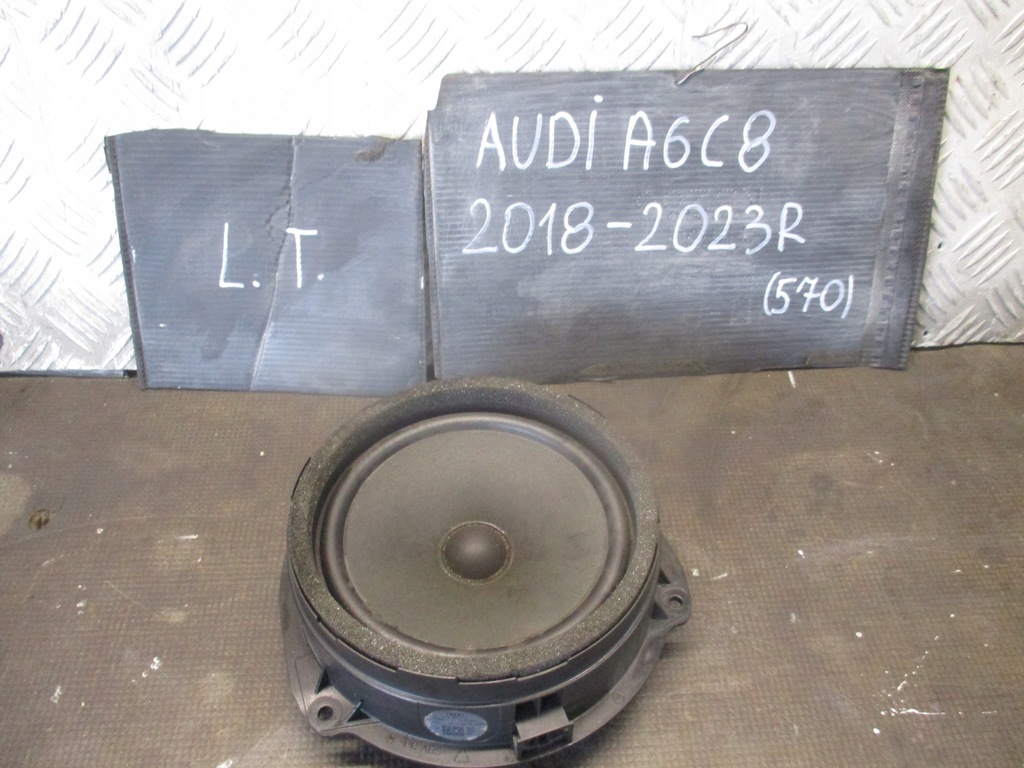 L. T.
AUDİ A6C8
2018-2023R
(570)